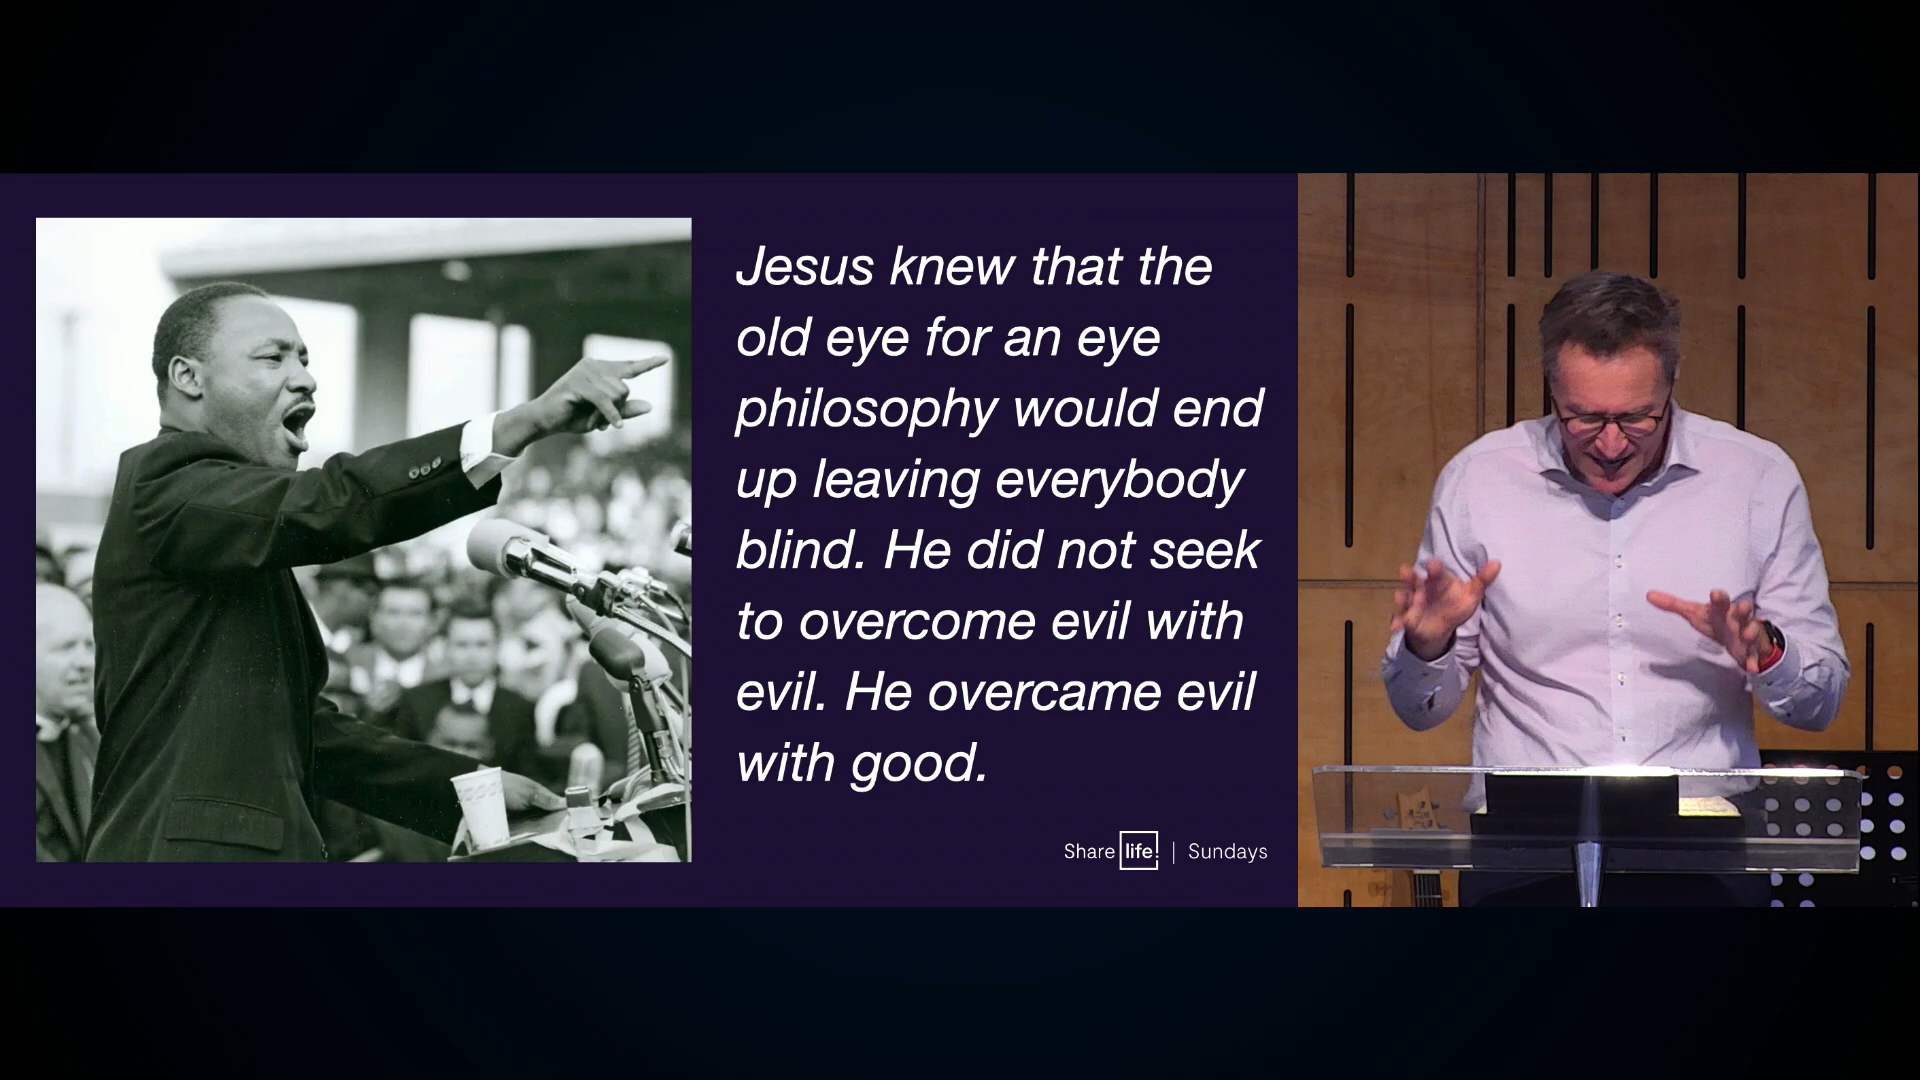 Jesus knew that the
old eye for an eye
philosophy would end
up leaving everybody
blind. He did not seek
to overcome evil with
evil. He overcame evil
with good.
Share life. | Sundays